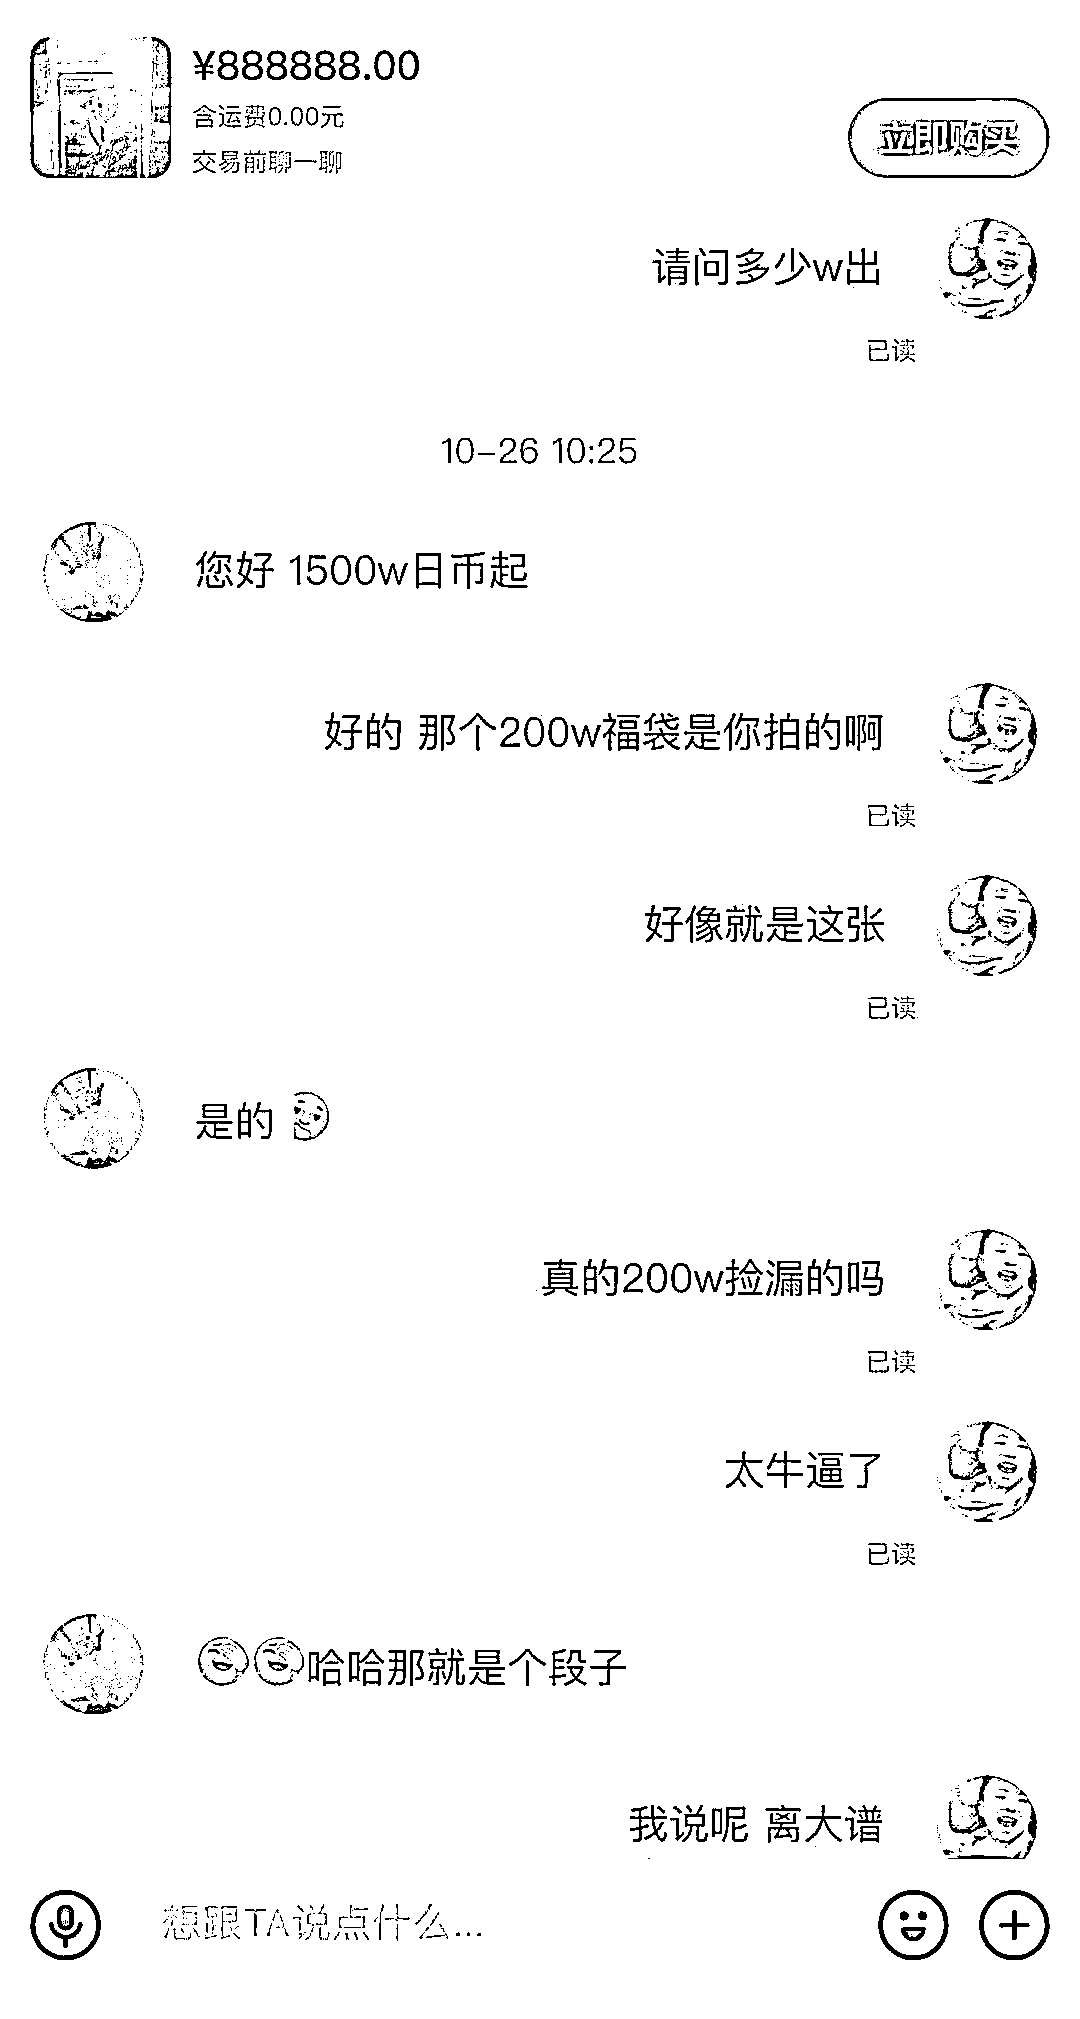 ¥888888.00
含运费0.00元
交易前聊一聊
立即购买
请问多少w出
已读
10-26 10:25
您好 1500w日币起
好的 那个200w福袋是你拍的啊
已读
好像就是这张
已读
是的
真的200w捡漏的吗
已读
太牛逼了
已读
哈哈那就是个段子
我说呢 离大谱
想跟TA说点什么...